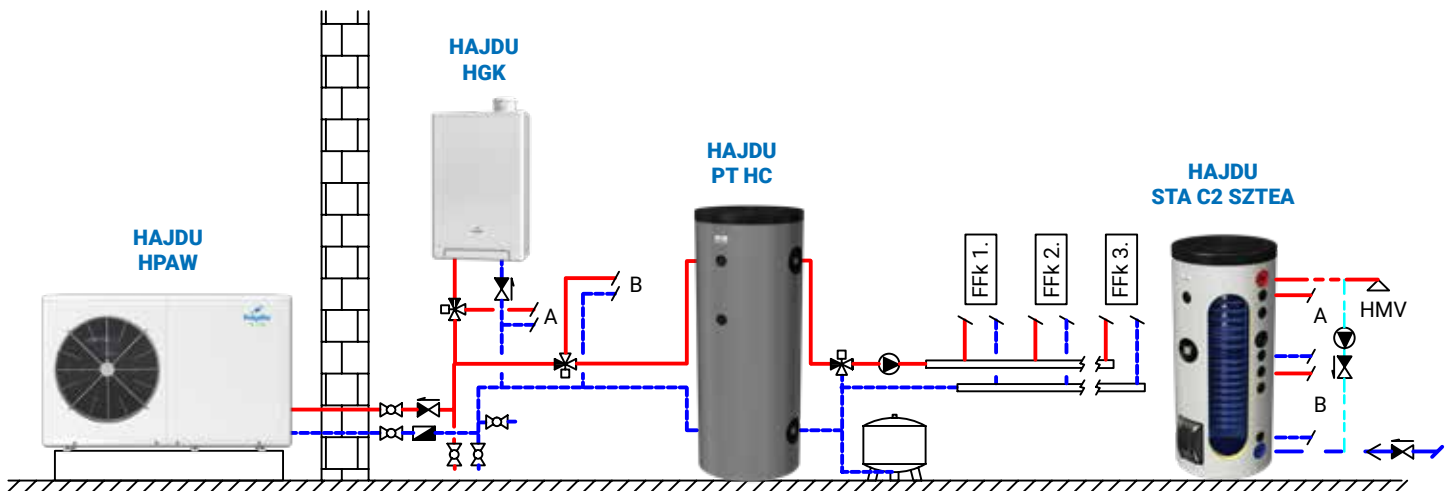 HAJDU
HPAW
HAJDU
HGK
A
B
HAJDU
PT HC
FFk 1.
FFk 2.
FFk 3.
HAJDU
STA C2 SZTEA
A
B
HMV